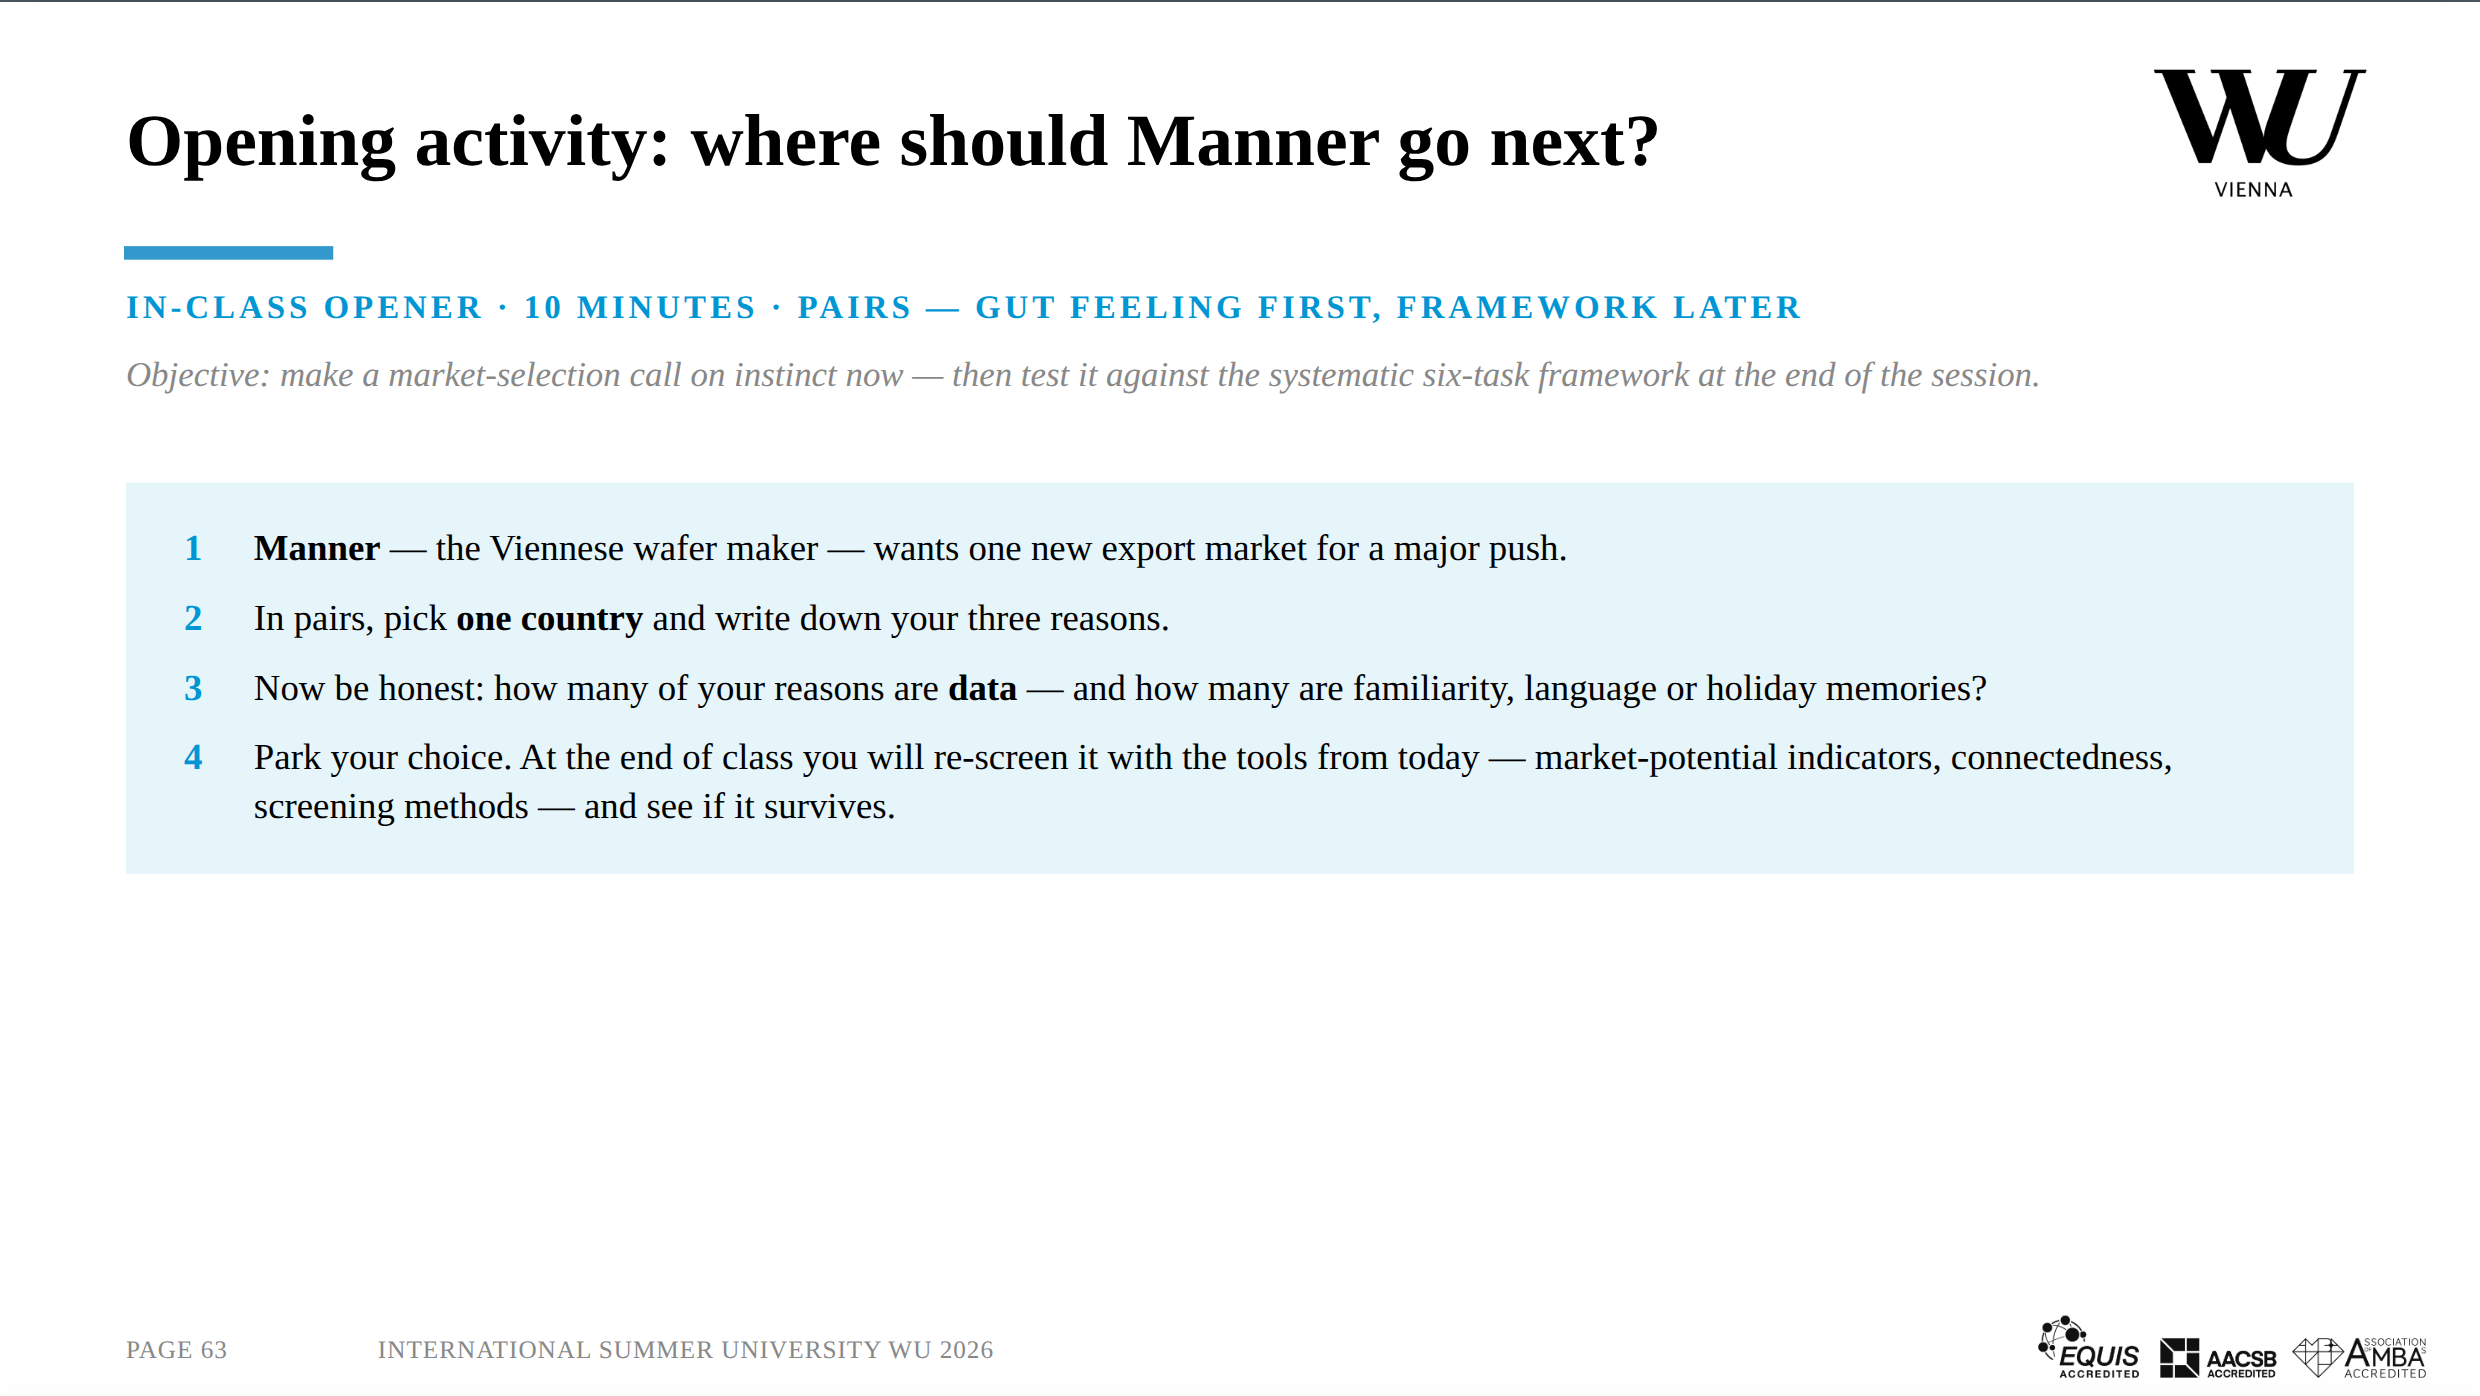 Opening activity: where should Manner go next?
WU
VIENNA
IN-CLASS OPENER · 10 MINUTES · PAIRS — GUT FEELING FIRST, FRAMEWORK LATER
Objective: make a market-selection call on instinct now — then test it against the systematic six-task framework at the end of the session.
1 Manner — the Viennese wafer maker — wants one new export market for a major push.
2 In pairs, pick one country and write down your three reasons.
3 Now be honest: how many of your reasons are data — and how many are familiarity, language or holiday memories?
4 Park your choice. At the end of class you will re-screen it with the tools from today — market-potential indicators, connectedness,
screening methods — and see if it survives.
PAGE 63 INTERNATIONAL SUMMER UNIVERSITY WU 2026
EQUIS
ACCREDITED
AACSB
ACCREDITED
ASSOCIATION
OF AMBAS
ACCREDITED